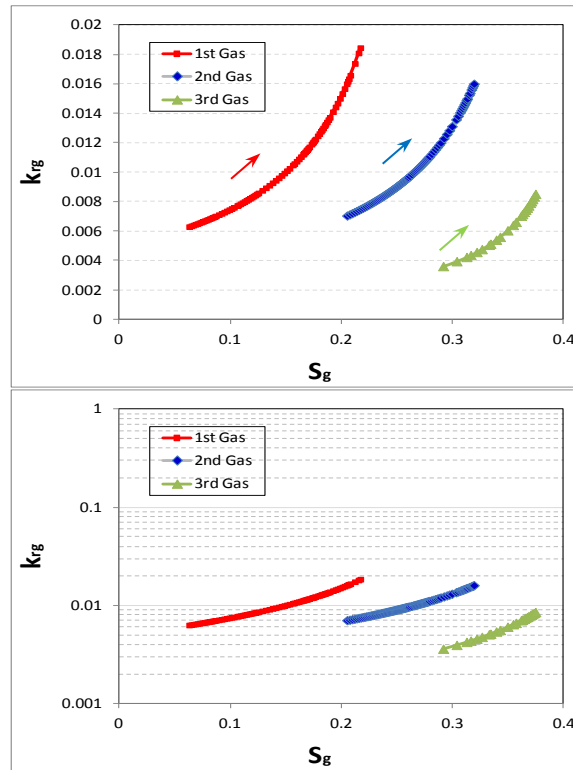 0.02
0.018
0.016
0.014
0.012
0.01
0.008
0.006
0.004
0.002
0
krg
1st Gas
2nd Gas
3rd Gas
0 0.1 0.2 0.3 0.4
Sg
1
0.1
0.01
0.001
krg
1st Gas
2nd Gas
3rd Gas
0 0.1 0.2 0.3 0.4
Sg